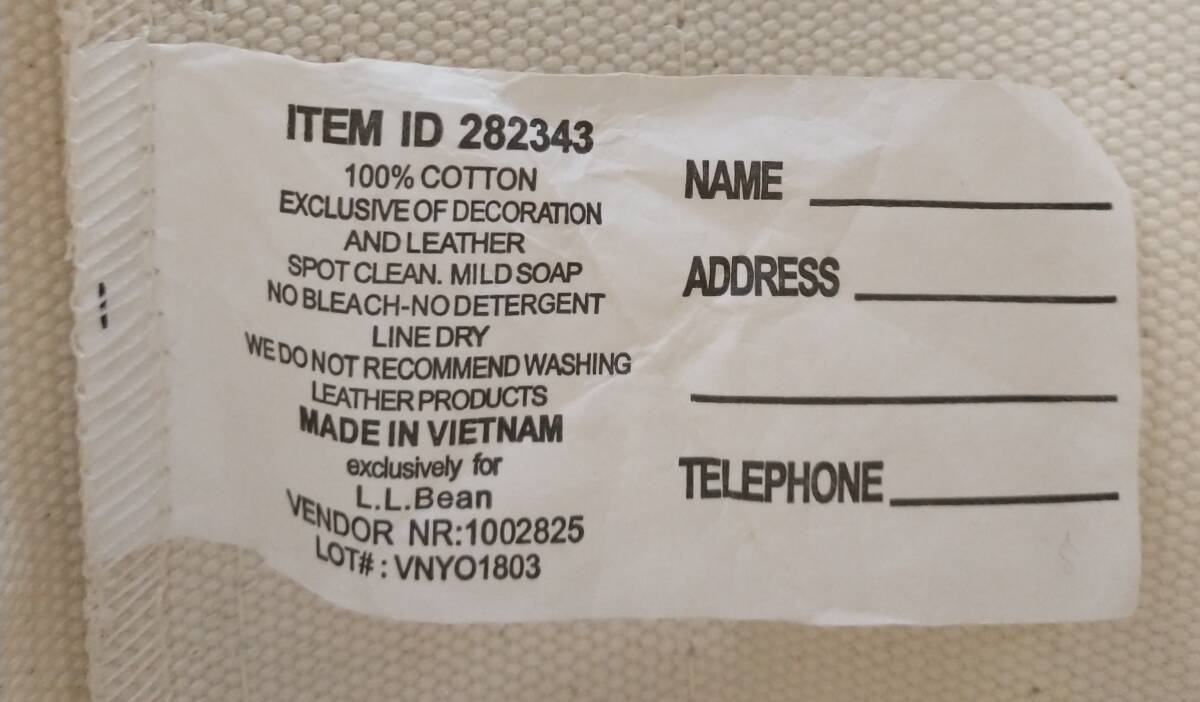 ITEM ID 282343
100% COTTON
EXCLUSIVE OF DECORATION
AND LEATHER
SPOT CLEAN. MILD SOAP
NO BLEACH-NO DETERGENT
LINE DRY
WE DO NOT RECOMMEND WASHING
LEATHER PRODUCTS
MADE IN VIETNAM
exclusively for
L.L.Bean
VENDOR NR:1002825
LOT# : VNYO1803
NAME
ADDRESS
TELEPHONE